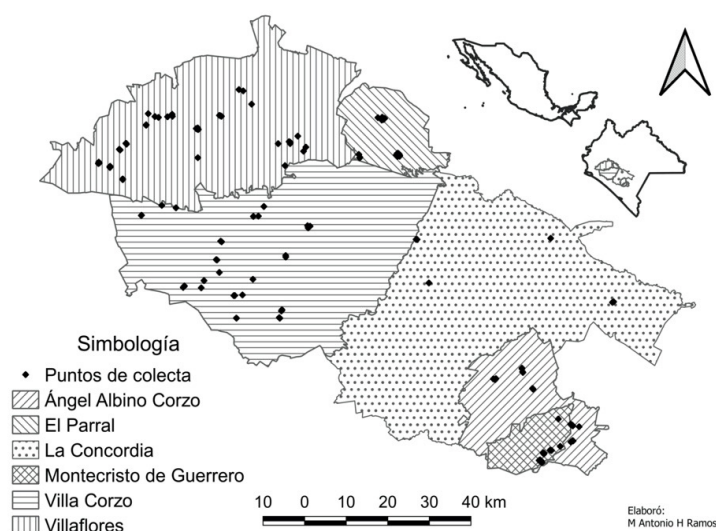 Simbología
Puntos de colecta
Ángel Albino Corzo
El Parral
La Concordia
Montecristo de Guerrero
Villa Corzo
Villaflores
10 0 10 20 30 40 km
Elaboró:
M Antonio H Ramos